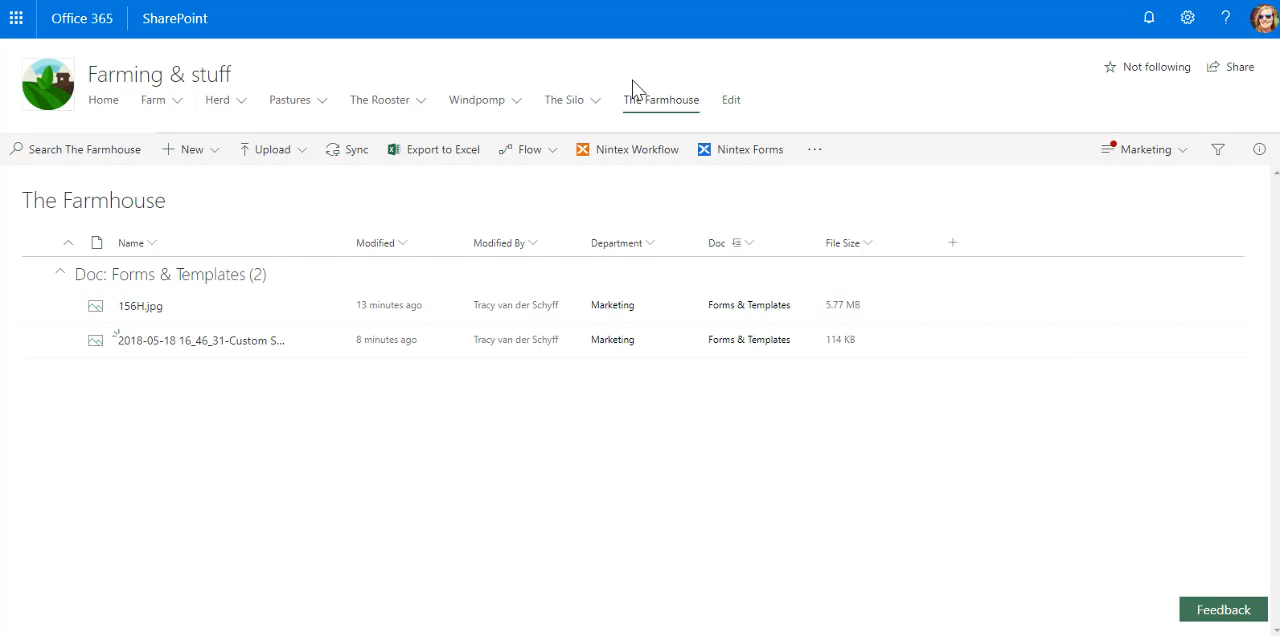 Office 365 SharePoint ?
Farming & stuff
Not following Share
Home Farm Herd Pastures The Rooster Windpomp The Silo The Farmhouse Edit
Search The Farmhouse New Upload Sync Export to Excel Flow Nintex Workflow Nintex Forms ... Marketing
The Farmhouse
Name Modified Modified By Department Doc File Size
Doc: Forms & Templates (2)
156H.jpg 13 minutes ago Tracy van der Schyff Marketing Forms & Templates 5.77 MB
2018-05-18 16_46_31-Custom S... 8 minutes ago Tracy van der Schyff Marketing Forms & Templates 114 KB
Feedback